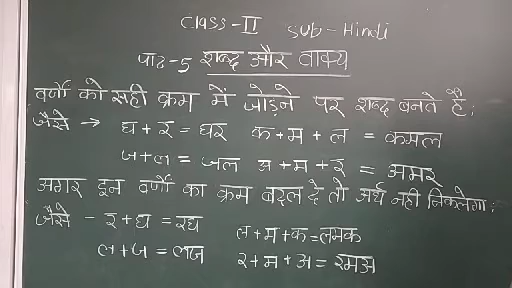 Class-II Sub-Hindi
पाठ-5 शब्द और वाक्य
वर्णों को सही क्रम में जोड़ने पर शब्द बनते है।
जैसे → घ+र=घर क+म+ल=कमल
ज+ल=जल अ+म+र=अमर
अगर इन वर्णों का क्रम बदल दे तो अर्थ नही निकलेगा।
जैसे - र+घ=रघ ल+म+क=लमक
ल+ज=लज र+म+अ=रमअ